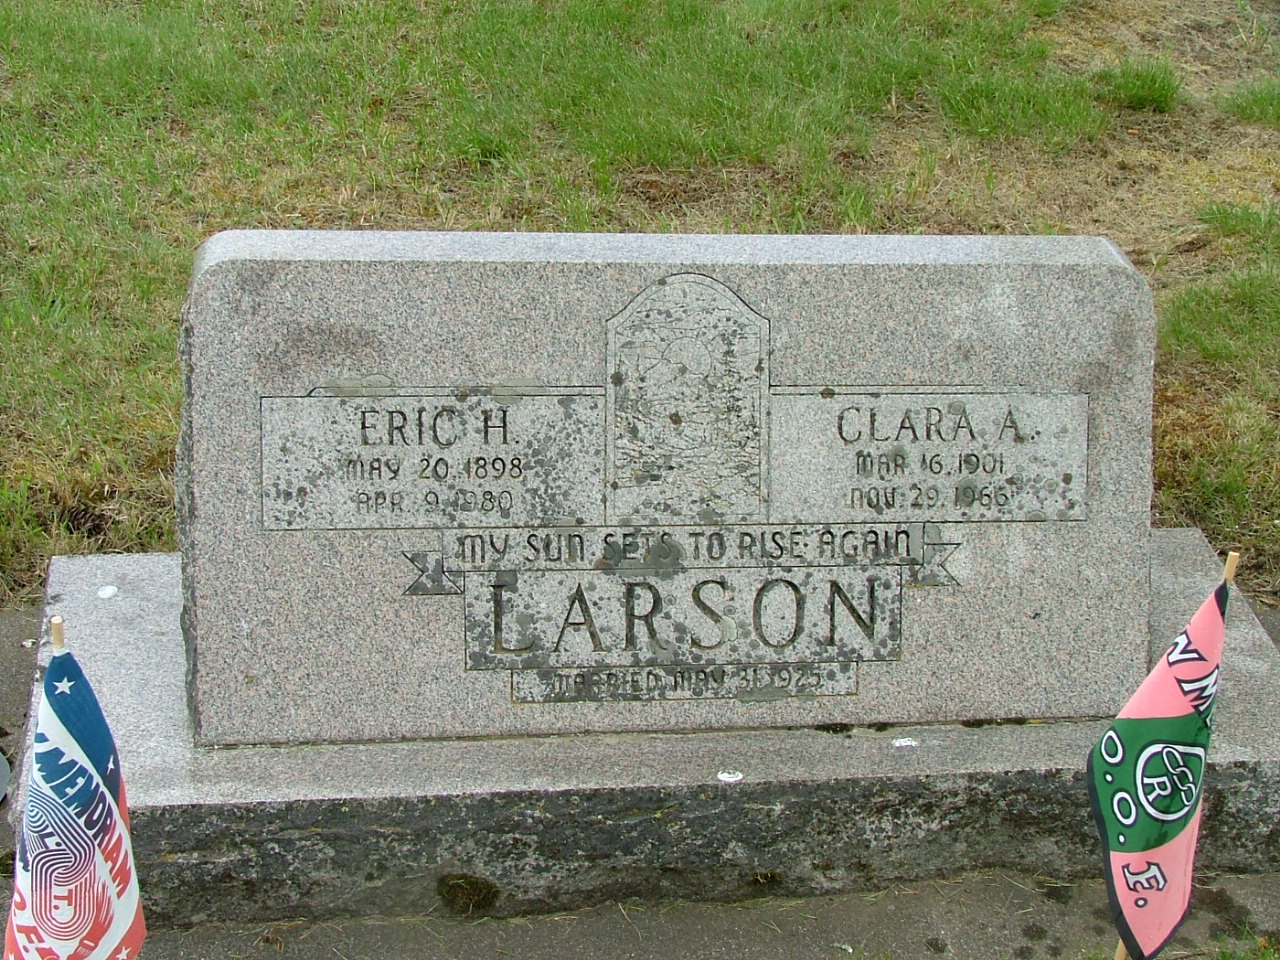 ERIC H.
MAY 20. 1898
APR. 9. 1980
CLARA A.
MAR. 16. 1901
NOV. 29. 1966
MY SUN SETS TO RISE AGAIN
LARSON
MARRIED MAY 31 1925
MEMORIAM
L.
T.
F.
O.O.
R
E.